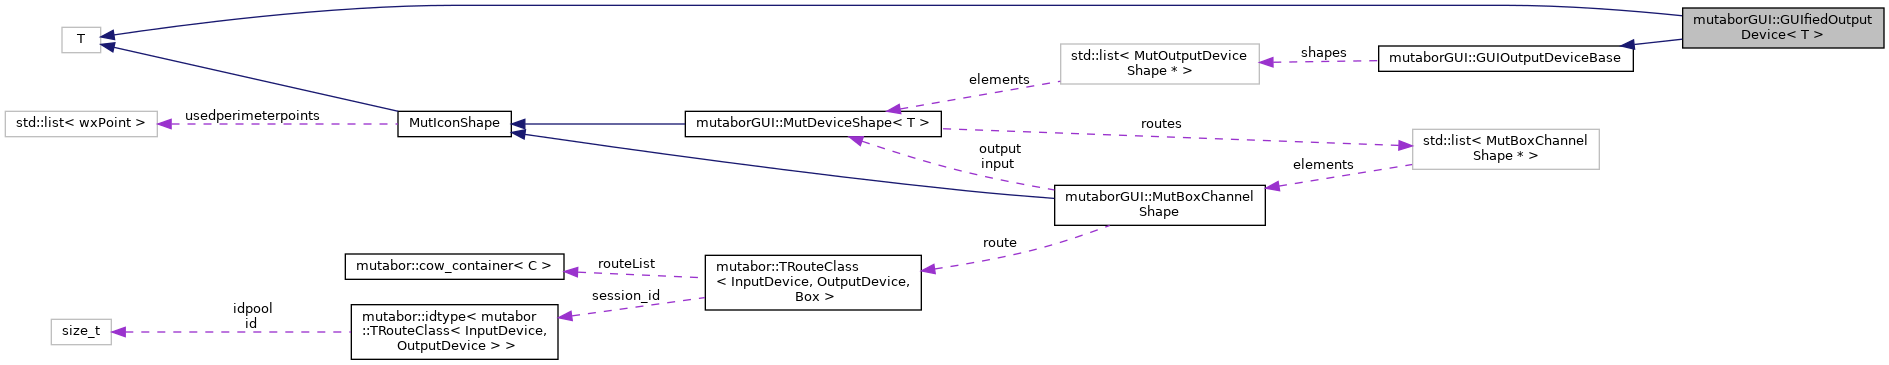 mutaborGUI::GUIfiedOutput
Device< T >
T
std::list< MutOutputDevice
Shape * >
shapes
mutaborGUI::GUIOutputDeviceBase
elements
std::list< wxPoint >
usedperimeterpoints
MutIconShape
mutaborGUI::MutDeviceShape< T >
routes
std::list< MutBoxChannel
Shape * >
output
input
elements
mutaborGUI::MutBoxChannel
Shape
route
mutabor::cow_container< C >
routeList
mutabor::TRouteClass
< InputDevice, OutputDevice,
Box >
session_id
size_t
idpool
id
mutabor::idtype< mutabor
::TRouteClass< InputDevice,
OutputDevice > >